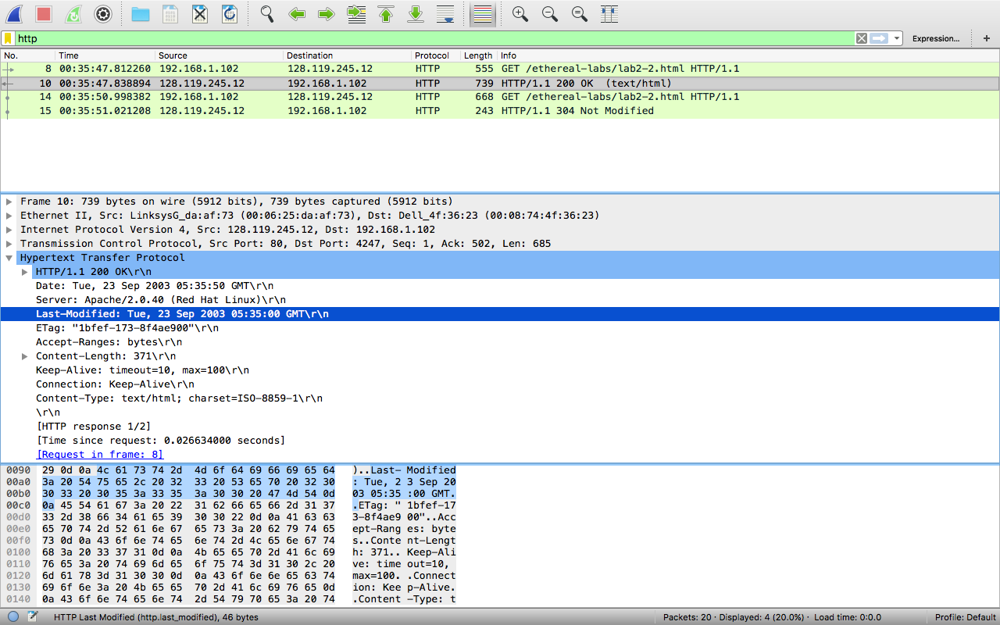 http
Expression...
+
No. Time Source Destination Protocol Length Info
8 00:35:47.812260 192.168.1.102 128.119.245.12 HTTP 555 GET /ethereal-labs/lab2-2.html HTTP/1.1
10 00:35:47.838894 128.119.245.12 192.168.1.102 HTTP 739 HTTP/1.1 200 OK (text/html)
14 00:35:50.998382 192.168.1.102 128.119.245.12 HTTP 668 GET /ethereal-labs/lab2-2.html HTTP/1.1
15 00:35:51.021208 128.119.245.12 192.168.1.102 HTTP 243 HTTP/1.1 304 Not Modified
Frame 10: 739 bytes on wire (5912 bits), 739 bytes captured (5912 bits)
Ethernet II, Src: LinksysG_da:af:73 (00:06:25:da:af:73), Dst: Dell_4f:36:23 (00:08:74:4f:36:23)
Internet Protocol Version 4, Src: 128.119.245.12, Dst: 192.168.1.102
Transmission Control Protocol, Src Port: 80, Dst Port: 4247, Seq: 1, Ack: 502, Len: 685
Hypertext Transfer Protocol
HTTP/1.1 200 OK\r\n
Date: Tue, 23 Sep 2003 05:35:50 GMT\r\n
Server: Apache/2.0.40 (Red Hat Linux)\r\n
Last-Modified: Tue, 23 Sep 2003 05:35:00 GMT\r\n
ETag: "1bfef-173-8f4ae900"\r\n
Accept-Ranges: bytes\r\n
Content-Length: 371\r\n
Keep-Alive: timeout=10, max=100\r\n
Connection: Keep-Alive\r\n
Content-Type: text/html; charset=ISO-8859-1\r\n
\r\n
[HTTP response 1/2]
[Time since request: 0.026634000 seconds]
[Request in frame: 8]
0090 29 0d 0a 4c 61 73 74 2d 4d 6f 64 69 66 69 65 64 )..Last- Modified
00a0 3a 20 54 75 65 2c 20 32 33 20 53 65 70 20 32 30 : Tue, 2 3 Sep 20
00b0 30 33 20 30 35 3a 33 35 3a 30 30 20 47 4d 54 0d 03 05:35 :00 GMT.
00c0 0a 45 54 61 67 3a 20 22 31 62 66 65 66 2d 31 37 .ETag: " 1bfef-17
00d0 33 2d 38 66 34 61 65 39 30 30 22 0d 0a 41 63 63 3-8f4ae9 00"..Acc
00e0 65 70 74 2d 52 61 6e 67 65 73 3a 20 62 79 74 65 ept-Rang es: byte
00f0 73 0d 0a 43 6f 6e 74 65 6e 74 2d 4c 65 6e 67 74 s..Conte nt-Lengt
0100 68 3a 20 33 37 31 0d 0a 4b 65 65 70 2d 41 6c 69 h: 371.. Keep-Ali
0110 76 65 3a 20 74 69 6d 65 6f 75 74 3d 31 30 2c 20 ve: time out=10,
0120 6d 61 78 3d 31 30 30 0d 0a 43 6f 6e 6e 65 63 74 max=100. .Connect
0130 69 6f 6e 3a 20 4b 65 65 70 2d 41 6c 69 76 65 0d ion: Kee p-Alive.
0140 0a 43 6f 6e 74 65 6e 74 2d 54 79 70 65 3a 20 74 .Content -Type: t
HTTP Last Modified (http.last_modified), 46 bytes
Packets: 20 · Displayed: 4 (20.0%) · Load time: 0:0.0
Profile: Default